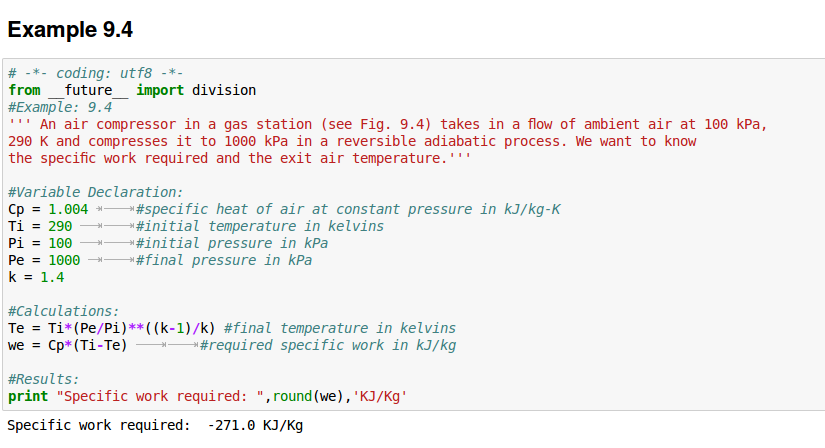 Example 9.4
# -*- coding: utf8 -*-
from __future__ import division
#Example: 9.4
''' An air compressor in a gas station (see Fig. 9.4) takes in a flow of ambient air at 100 kPa,
290 K and compresses it to 1000 kPa in a reversible adiabatic process. We want to know
the specific work required and the exit air temperature.'''
#Variable Declaration:
Cp = 1.004 #specific heat of air at constant pressure in kJ/kg-K
Ti = 290 #initial temperature in kelvins
Pi = 100 #initial pressure in kPa
Pe = 1000 #final pressure in kPa
k = 1.4
#Calculations:
Te = Ti*(Pe/Pi)**((k-1)/k) #final temperature in kelvins
we = Cp*(Ti-Te) #required specific work in kJ/kg
#Results:
print "Specific work required: ",round(we),'KJ/Kg'
Specific work required:  -271.0 KJ/Kg